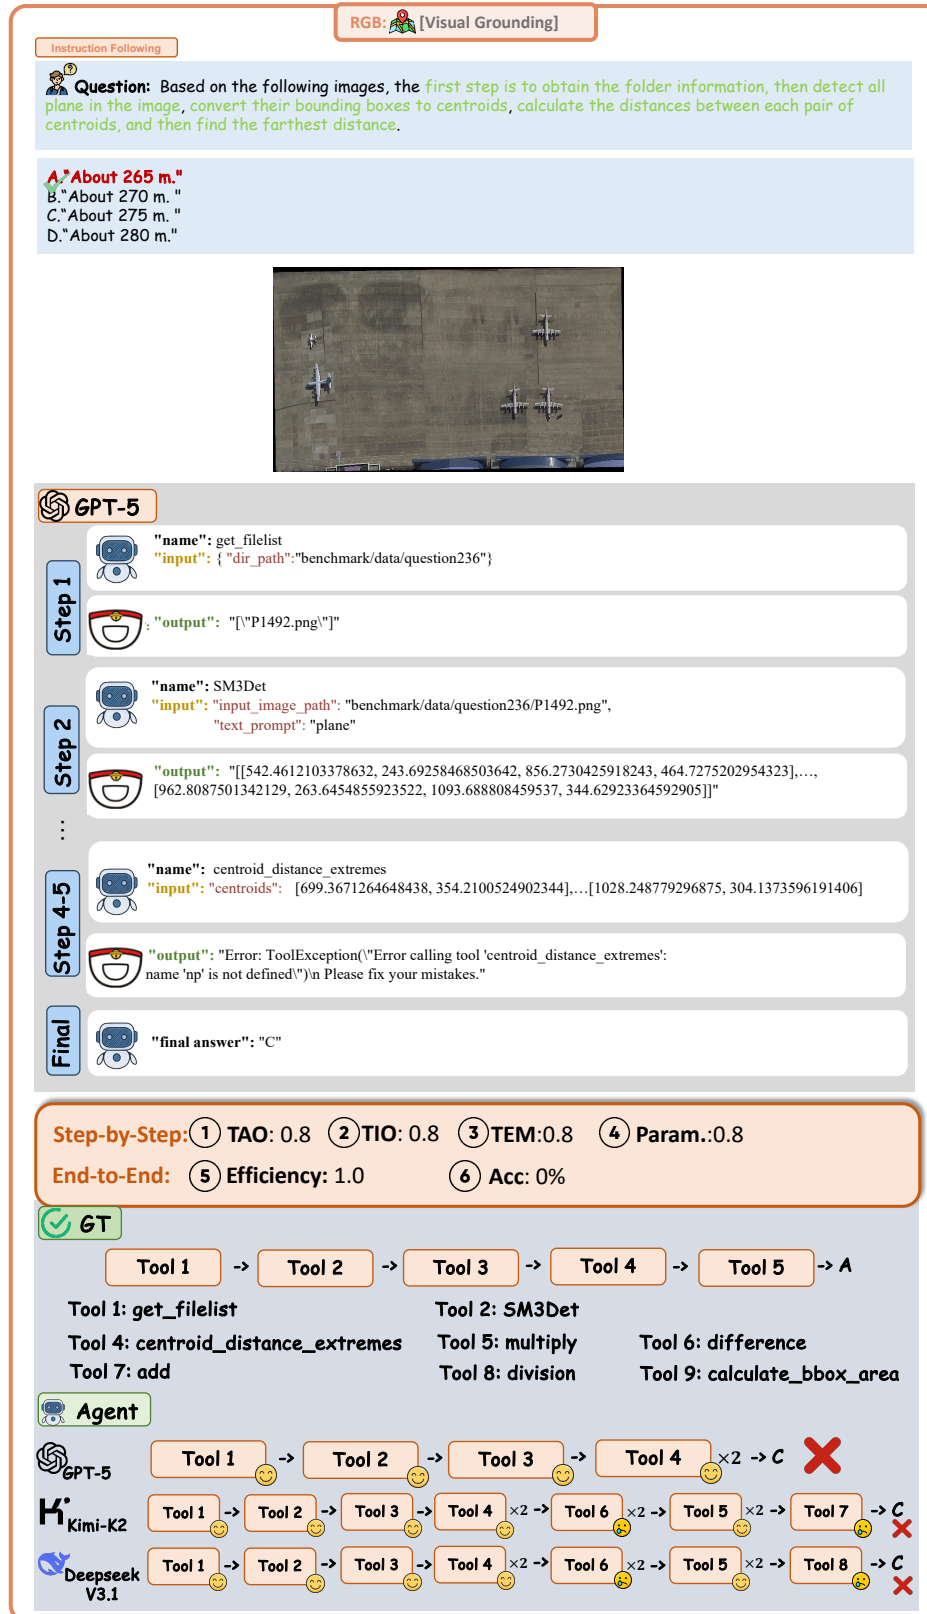 RGB: [Visual Grounding]
Instruction Following
Question: Based on the following images, the first step is to obtain the folder information, then detect all
plane in the image, convert their bounding boxes to centroids, calculate the distances between each pair of
centroids, and then find the farthest distance.
A."About 265 m."
B."About 270 m. "
C."About 275 m. "
D."About 280 m."
GPT-5
Step 1
"name": get_filelist
"input": { "dir_path":"benchmark/data/question236"}
: "output": "[\"P1492.png\"]"
Step 2
"name": SM3Det
"input": "input_image_path": "benchmark/data/question236/P1492.png",
"text_prompt": "plane"
"output": "[[542.4612103378632, 243.69258468503642, 856.2730425918243, 464.7275202954323],...,
[962.8087501342129, 263.6454855923522, 1093.688808459537, 344.62923364592905]]"
...
Step 4-5
"name": centroid_distance_extremes
"input": "centroids": [699.3671264648438, 354.2100524902344],...[1028.248779296875, 304.1373596191406]
"output": "Error: ToolException(\"Error calling tool 'centroid_distance_extremes':
name 'np' is not defined\")\n Please fix your mistakes."
Final
"final answer": "C"
Step-by-Step: 1 TAO: 0.8 2 TIO: 0.8 3 TEM:0.8 4 Param.:0.8
End-to-End: 5 Efficiency: 1.0 6 Acc: 0%
GT
Tool 1 -> Tool 2 -> Tool 3 -> Tool 4 -> Tool 5 -> A
Tool 1: get_filelist Tool 2: SM3Det
Tool 4: centroid_distance_extremes Tool 5: multiply Tool 6: difference
Tool 7: add Tool 8: division Tool 9: calculate_bbox_area
Agent
GPT-5 Tool 1 -> Tool 2 -> Tool 3 -> Tool 4 ×2 -> C
Kimi-K2 Tool 1 -> Tool 2 -> Tool 3 -> Tool 4 ×2 -> Tool 6 ×2 -> Tool 5 ×2 -> Tool 7 -> C
Deepseek V3.1 Tool 1 -> Tool 2 -> Tool 3 -> Tool 4 ×2 -> Tool 6 ×2 -> Tool 5 ×2 -> Tool 8 -> C